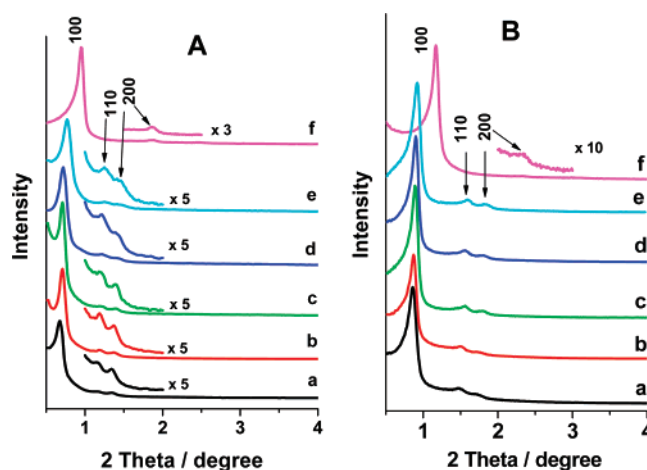 A
100
110
200
x 3
f
x 5
e
x 5
d
x 5
c
x 5
b
x 5
a
Intensity
1 2 3 4
2 Theta / degree
B
100
110
200
x 10
f
e
d
c
b
a
Intensity
1 2 3 4
2 Theta / degree